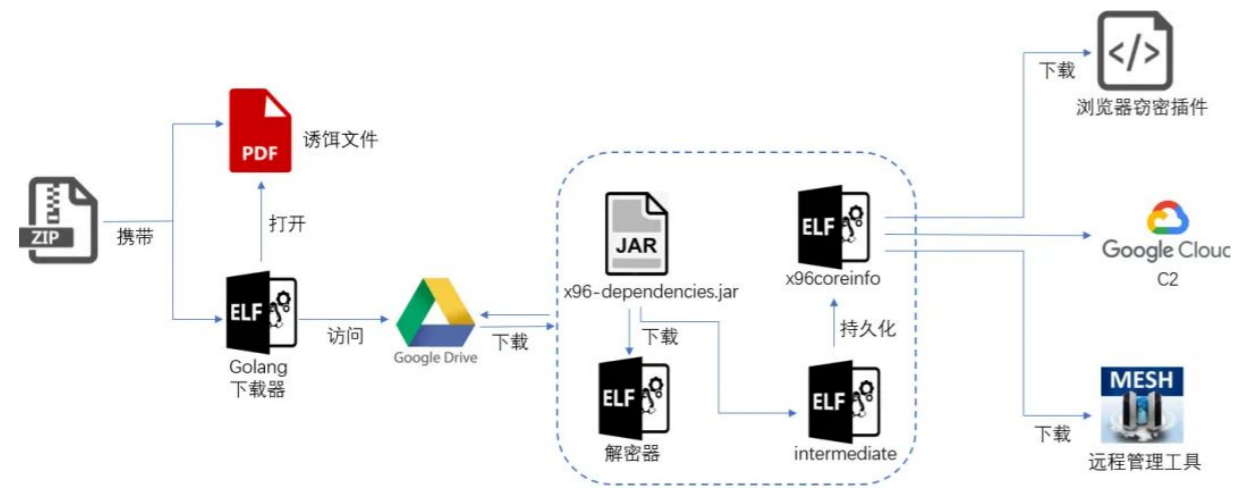 ZIP
携带
PDF
诱饵文件
打开
ELF
Golang
下载器
访问
Google Drive
下载
JAR
x96-dependencies.jar
下载
ELF
解密器
ELF
intermediate
持久化
ELF
x96coreinfo
下载
</>
浏览器窃密插件
Google Clouc
C2
下载
MESH
远程管理工具